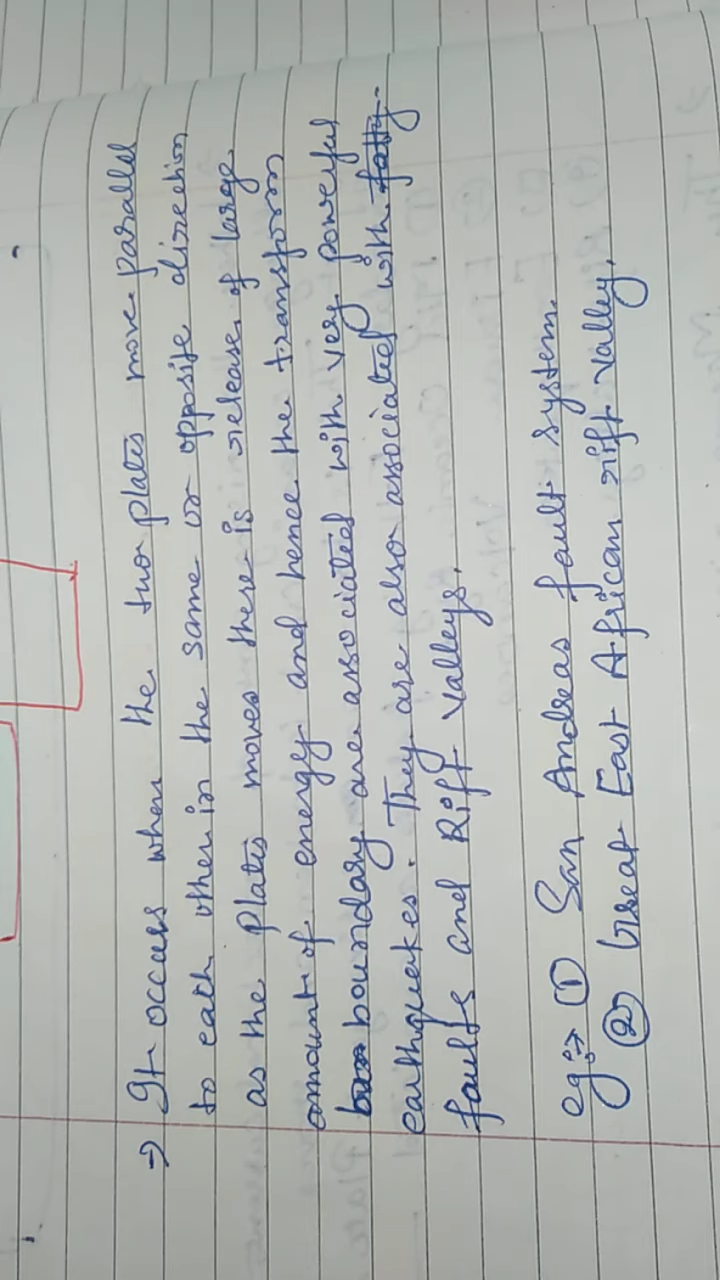 → It occurs when the two plates move parallel
to each other in the same or opposite direction
as the plates moves there is release of large
amount of energy and hence the transform
boundary are associated with very powerful
earthquakes. They are also associated with
faults and Rift Valleys.
eg:→ ① San Andreas fault system.
② Great East African rift valley.